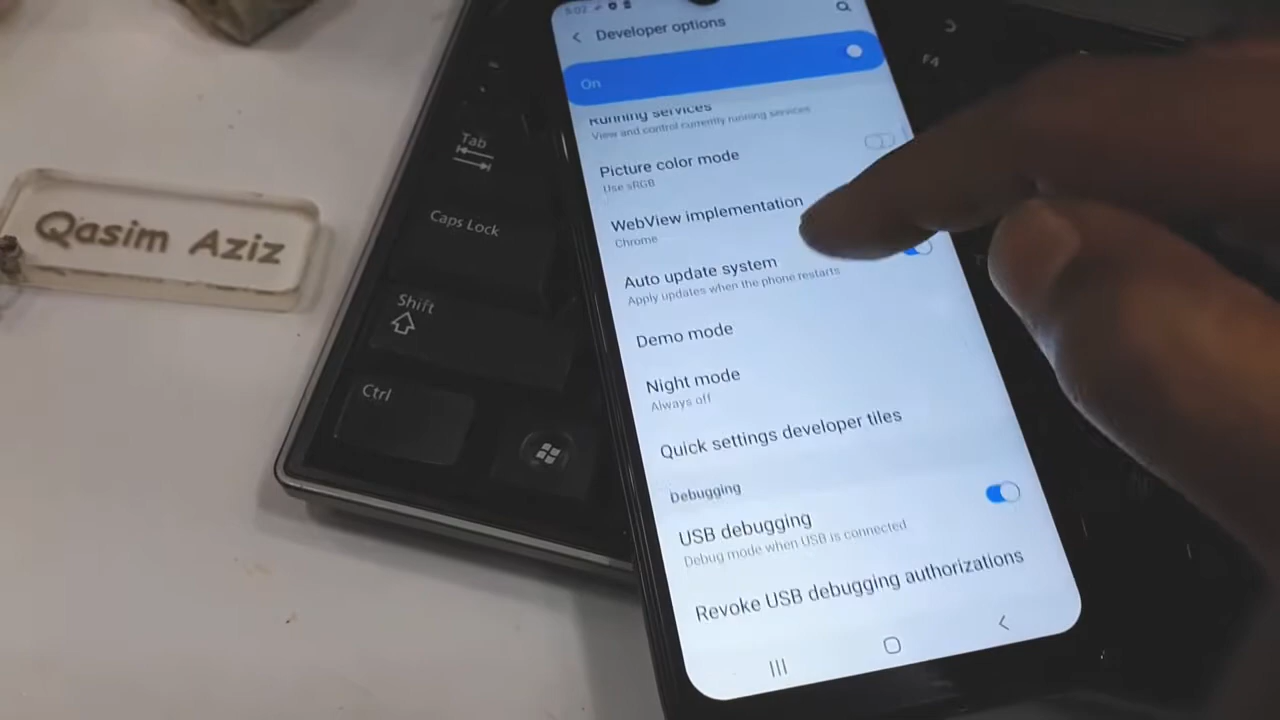 5:02
Developer options
On
Running services
View and control currently running services
Picture color mode
Use sRGB
WebView implementation
Chrome
Auto update system
Apply updates when the phone restarts
Demo mode
Night mode
Always off
Quick settings developer tiles
Debugging
USB debugging
Debug mode when USB is connected
Revoke USB debugging authorizations
Qasim Aziz
Tab
Caps Lock
Shift
Ctrl
F4